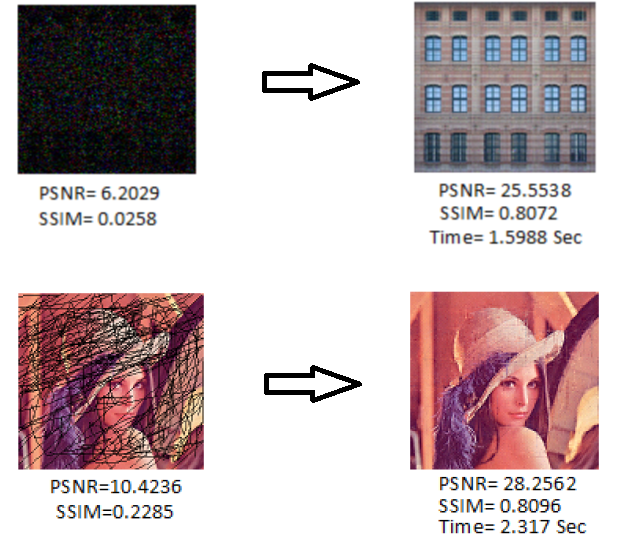 PSNR= 6.2029
SSIM= 0.0258
PSNR= 25.5538
SSIM= 0.8072
Time= 1.5988 Sec
PSNR=10.4236
SSIM=0.2285
PSNR= 28.2562
SSIM= 0.8096
Time= 2.317 Sec